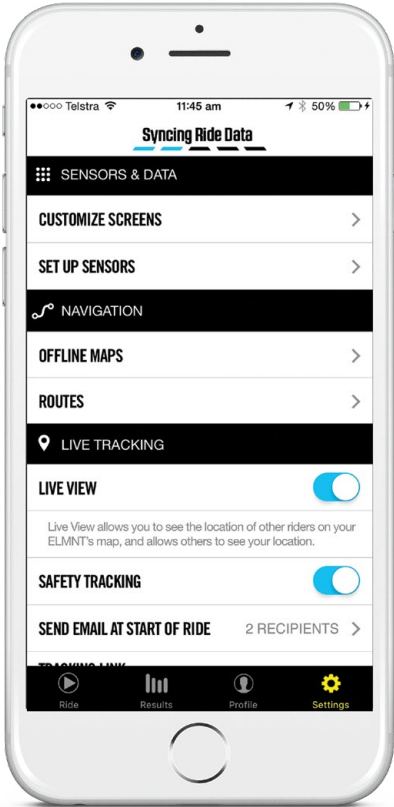 Telstra 11:45 am 50%
Syncing Ride Data
SENSORS & DATA
CUSTOMIZE SCREENS
SET UP SENSORS
NAVIGATION
OFFLINE MAPS
ROUTES
LIVE TRACKING
LIVE VIEW
Live View allows you to see the location of other riders on your
ELMNT's map, and allows others to see your location.
SAFETY TRACKING
SEND EMAIL AT START OF RIDE 2 RECIPIENTS
TRACKING LINK
Ride Results Profile Settings